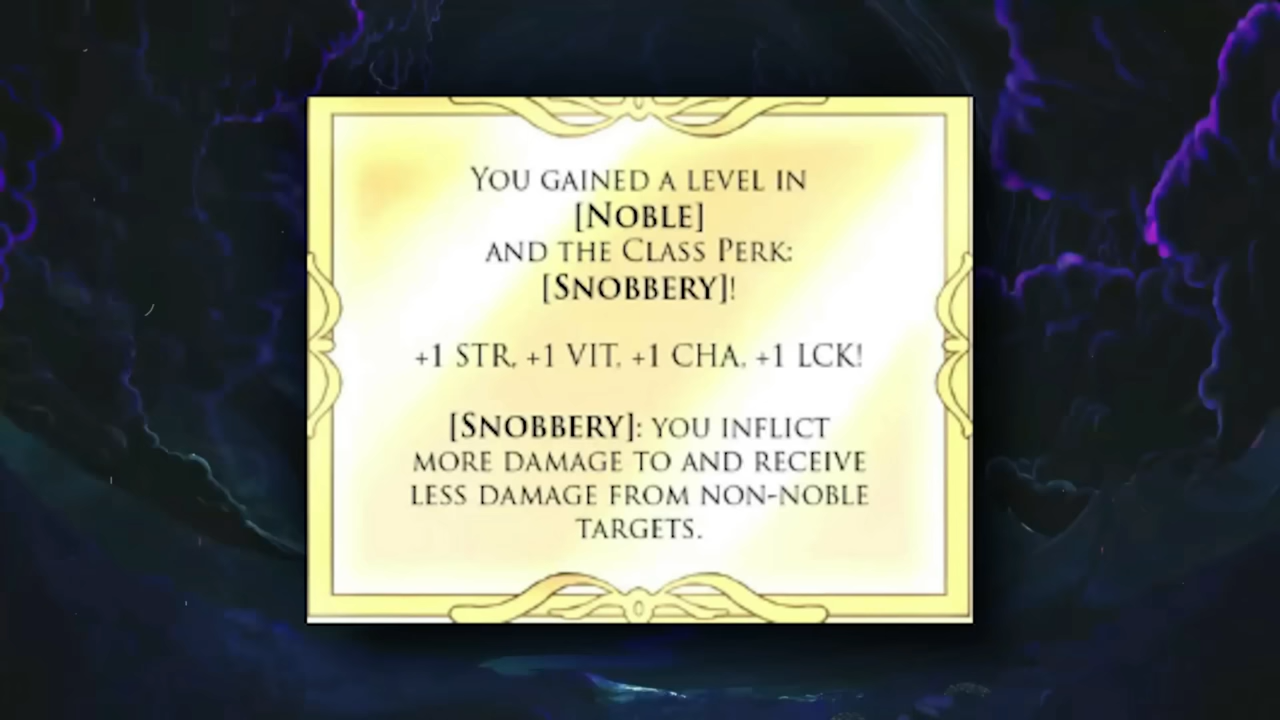 You gained a level in
[Noble]
and the Class Perk:
[Snobbery]!
+1 STR, +1 VIT, +1 CHA, +1 LCK!
[Snobbery]: you inflict
more damage to and receive
less damage from non-noble
targets.